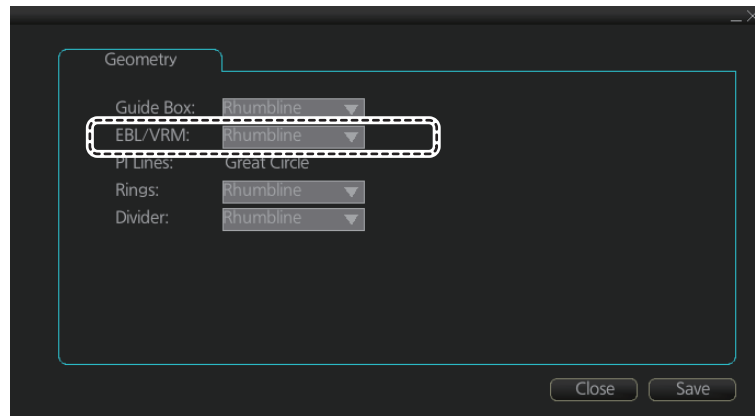 Geometry
Guide Box: Rhumbline
EBL/VRM: Rhumbline
PI Lines: Great Circle
Rings: Rhumbline
Divider: Rhumbline
Close Save